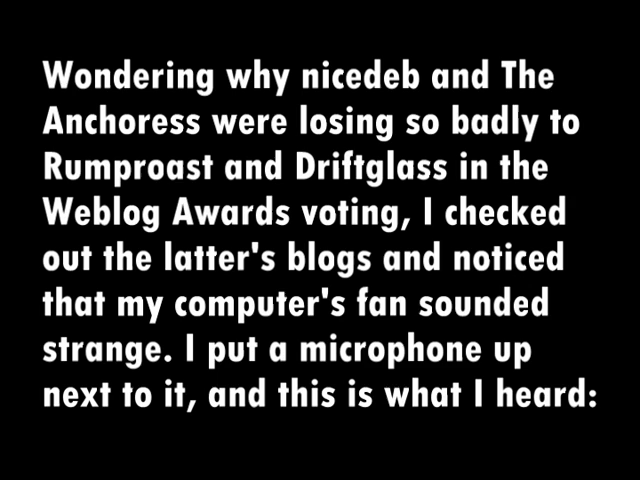 Wondering why nicedeb and The
Anchoress were losing so badly to
Rumproast and Driftglass in the
Weblog Awards voting, I checked
out the latter's blogs and noticed
that my computer's fan sounded
strange. I put a microphone up
next to it, and this is what I heard: